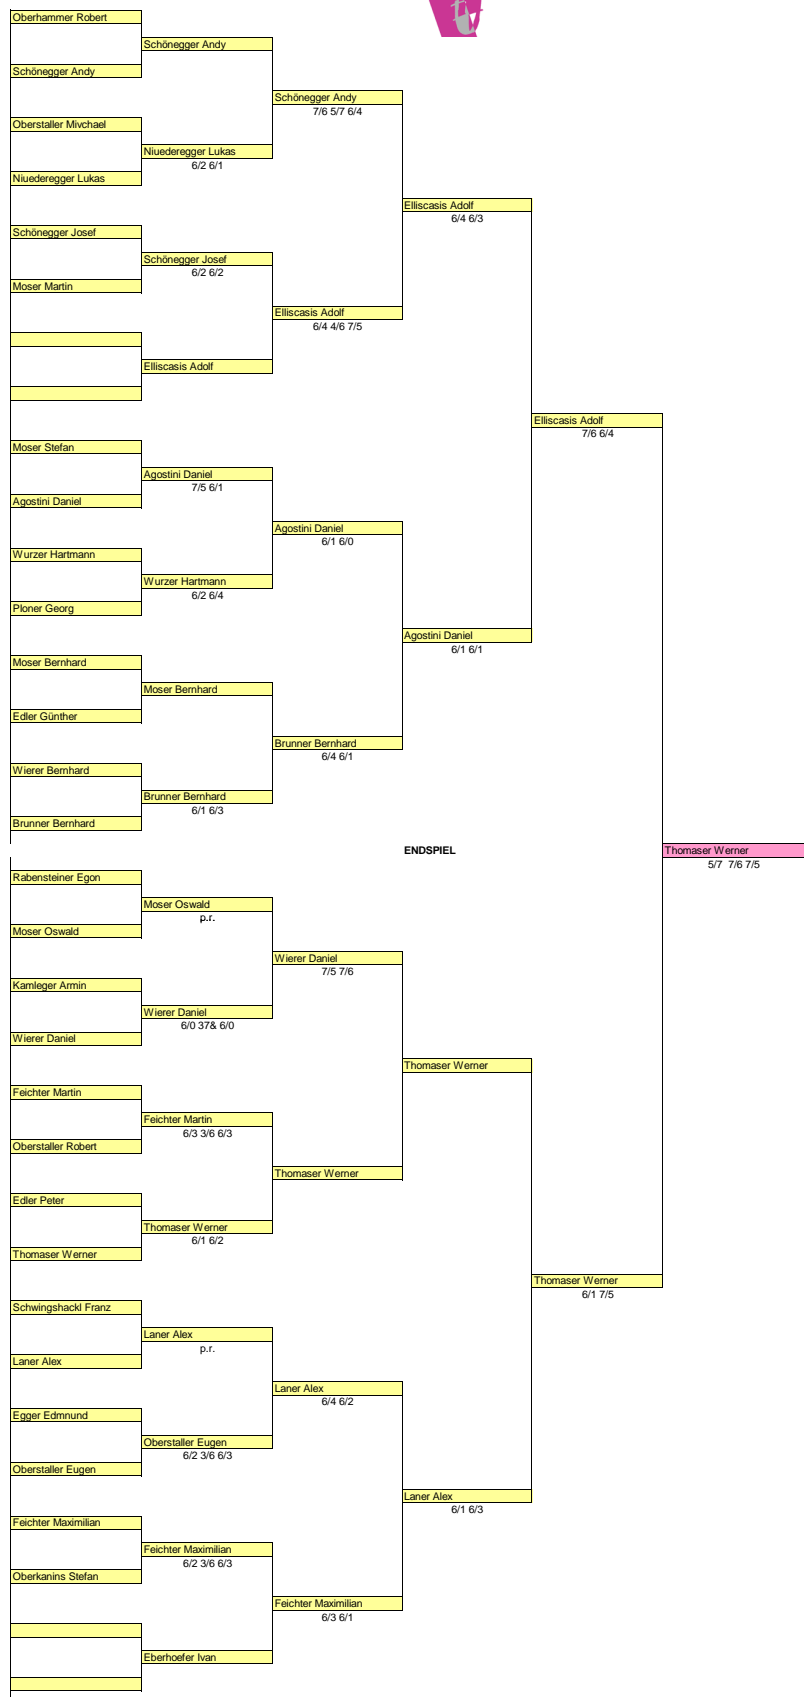 Oberhammer Robert
Schönegger Andy
Schönegger Andy
Schönegger Andy
7/6 5/7 6/4
Oberstaller Mivchael
Niuederegger Lukas
6/2 6/1
Niuederegger Lukas
Elliscasis Adolf
6/4 6/3
Schönegger Josef
Schönegger Josef
6/2 6/2
Moser Martin
Elliscasis Adolf
6/4 4/6 7/5
Elliscasis Adolf
Elliscasis Adolf
7/6 6/4
Moser Stefan
Agostini Daniel
7/5 6/1
Agostini Daniel
Agostini Daniel
6/1 6/0
Wurzer Hartmann
Wurzer Hartmann
6/2 6/4
Ploner Georg
Agostini Daniel
6/1 6/1
Moser Bernhard
Moser Bernhard
Edler Günther
Brunner Bernhard
6/4 6/1
Wierer Bernhard
Brunner Bernhard
6/1 6/3
Brunner Bernhard
ENDSPIEL
Thomaser Werner
5/7 7/6 7/5
Rabensteiner Egon
Moser Oswald
p.r.
Moser Oswald
Wierer Daniel
7/5 7/6
Kamleger Armin
Wierer Daniel
6/0 37& 6/0
Wierer Daniel
Thomaser Werner
Feichter Martin
Feichter Martin
6/3 3/6 6/3
Oberstaller Robert
Thomaser Werner
Edler Peter
Thomaser Werner
6/1 6/2
Thomaser Werner
Thomaser Werner
6/1 7/5
Schwingshackl Franz
Laner Alex
p.r.
Laner Alex
Laner Alex
6/4 6/2
Egger Edmnund
Oberstaller Eugen
6/2 3/6 6/3
Oberstaller Eugen
Laner Alex
6/1 6/3
Feichter Maximilian
Feichter Maximilian
6/2 3/6 6/3
Oberkanins Stefan
Feichter Maximilian
6/3 6/1
Eberhoefer Ivan